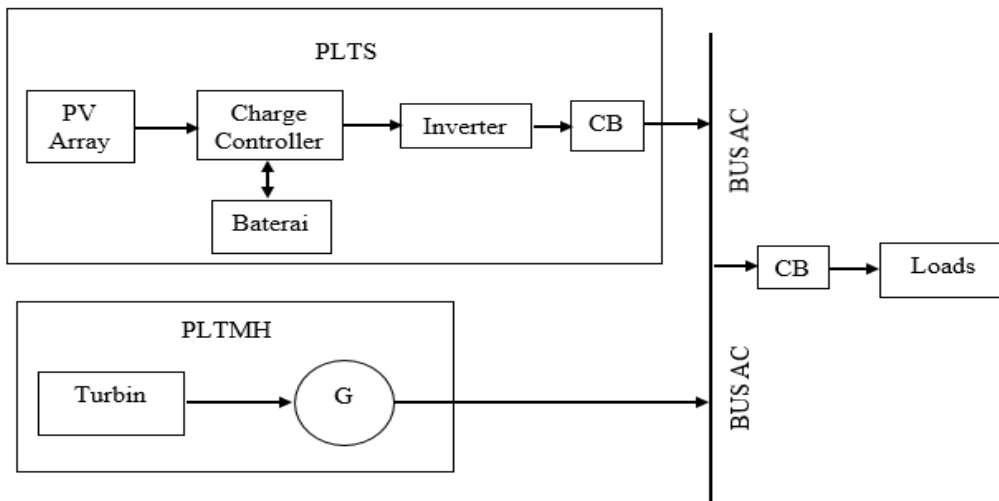 PLTS
PV
Array
Charge
Controller
Inverter
CB
Baterai
BUS AC
CB
Loads
PLTMH
Turbin
G
BUS AC